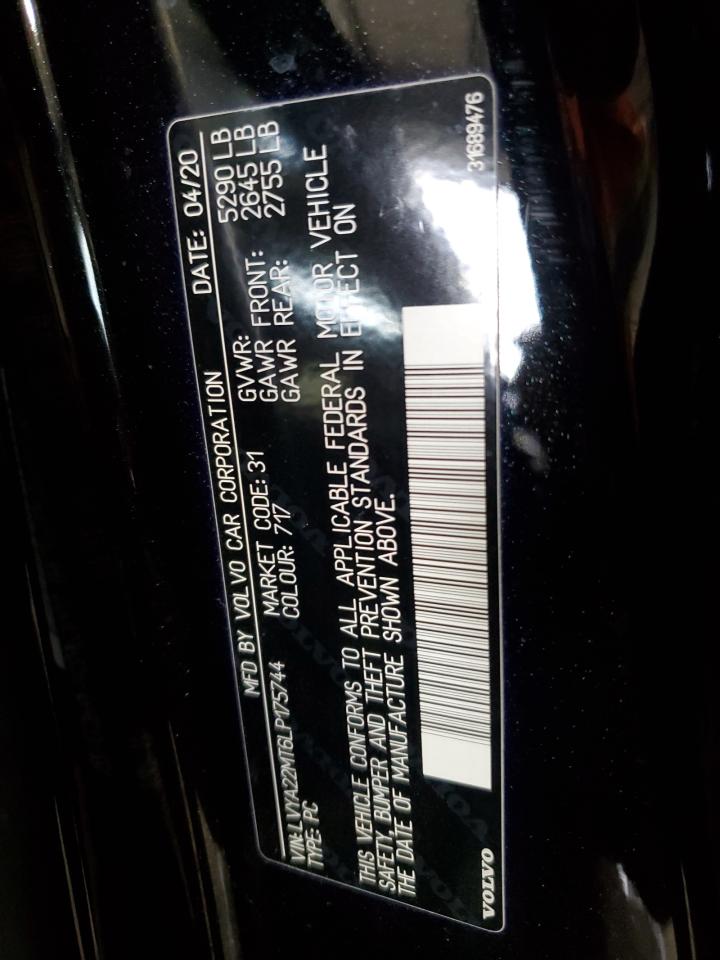 MFD BY VOLVO CAR CORPORATION DATE: 04/20
VIN: LVYA22MT6LP175744 MARKET CODE: 31 GVWR: 5290 LB
TYPE: PC COLOUR: 717 GAWR FRONT: 2645 LB
GAWR REAR: 2755 LB
THIS VEHICLE CONFORMS TO ALL APPLICABLE FEDERAL MOTOR VEHICLE
SAFETY, BUMPER AND THEFT PREVENTION STANDARDS IN EFFECT ON
THE DATE OF MANUFACTURE SHOWN ABOVE.
VOLVO 31689476